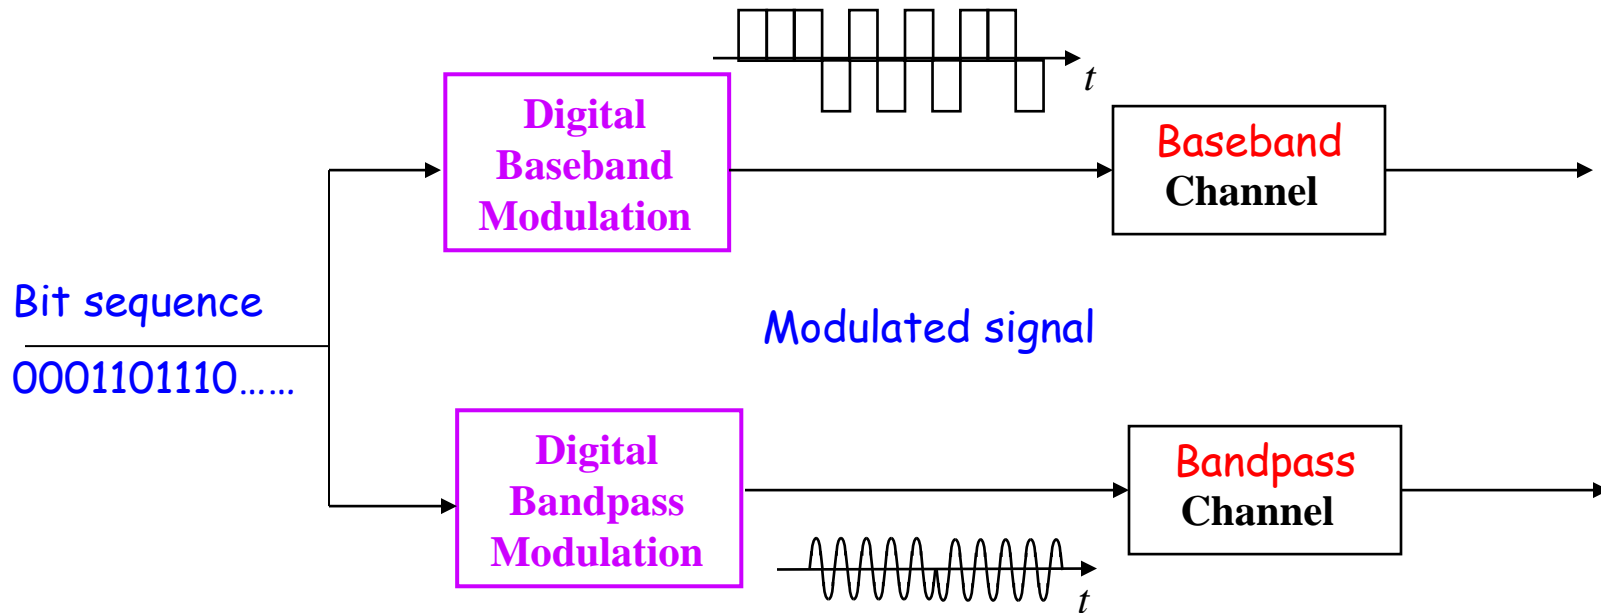 t
Digital
Baseband
Modulation
Baseband
Channel
Bit sequence
0001101110......
Modulated signal
Digital
Bandpass
Modulation
Bandpass
Channel
t